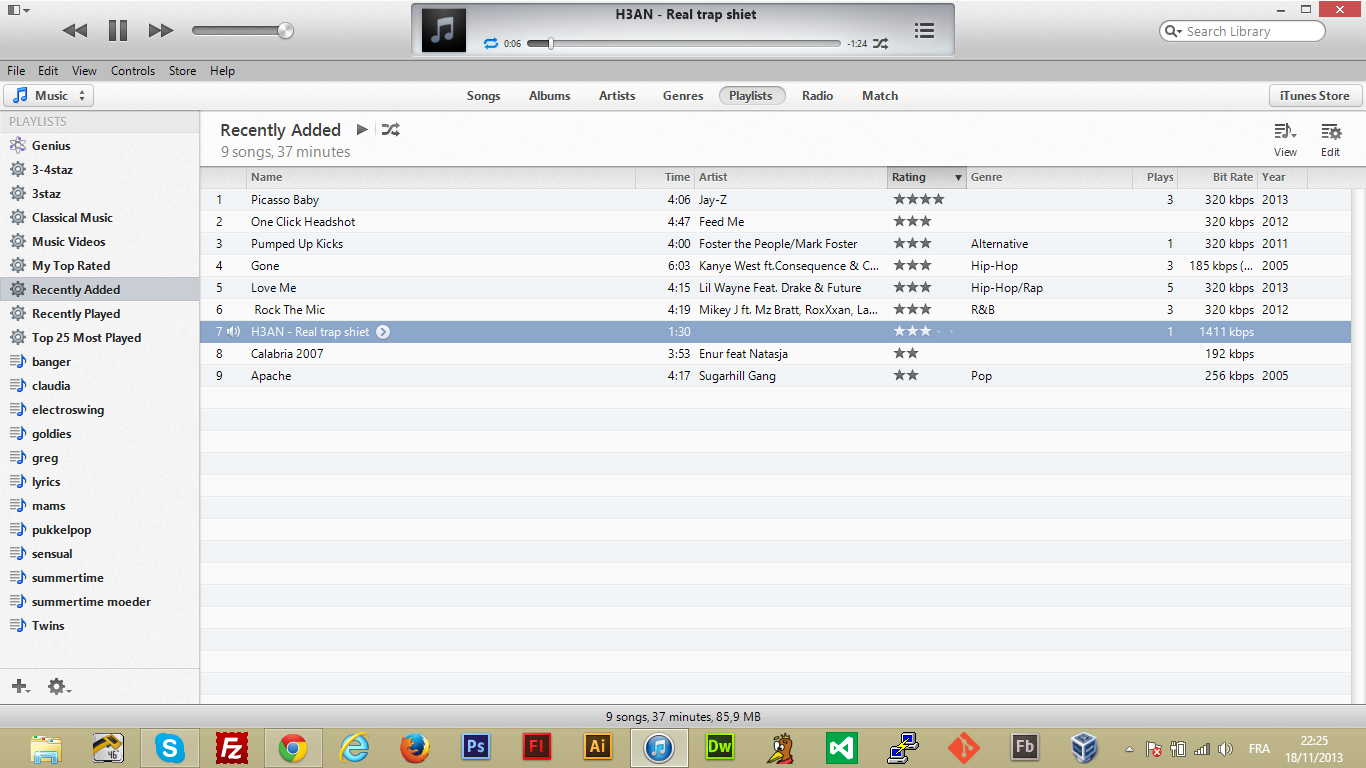 H3AN - Real trap shiet
0:06
-1:24
Search Library
File Edit View Controls Store Help
Music
Songs Albums Artists Genres Playlists Radio Match
iTunes Store
PLAYLISTS
Genius
3-4staz
3staz
Classical Music
Music Videos
My Top Rated
Recently Added
Recently Played
Top 25 Most Played
banger
claudia
electroswing
goldies
greg
lyrics
mams
pukkelpop
sensual
summertime
summertime moeder
Twins
Recently Added
9 songs, 37 minutes
View
Edit
Name Time Artist Rating Genre Plays Bit Rate Year
1 Picasso Baby 4:06 Jay-Z ★★★★ 3 320 kbps 2013
2 One Click Headshot 4:47 Feed Me ★★★ 320 kbps 2012
3 Pumped Up Kicks 4:00 Foster the People/Mark Foster ★★★ Alternative 1 320 kbps 2011
4 Gone 6:03 Kanye West ft.Consequence & C... ★★★ Hip-Hop 3 185 kbps (... 2005
5 Love Me 4:15 Lil Wayne Feat. Drake & Future ★★★ Hip-Hop/Rap 5 320 kbps 2013
6 Rock The Mic 4:19 Mikey J ft. Mz Bratt, RoxXxan, La... ★★★ R&B 3 320 kbps 2012
7 H3AN - Real trap shiet 1:30 ★★★ 1 1411 kbps
8 Calabria 2007 3:53 Enur feat Natasja ★★ 192 kbps
9 Apache 4:17 Sugarhill Gang ★★ Pop 256 kbps 2005
9 songs, 37 minutes, 85,9 MB
46°
S
Fz
Ps
Fl
Ai
Dw
Fb
FRA
22:25
18/11/2013